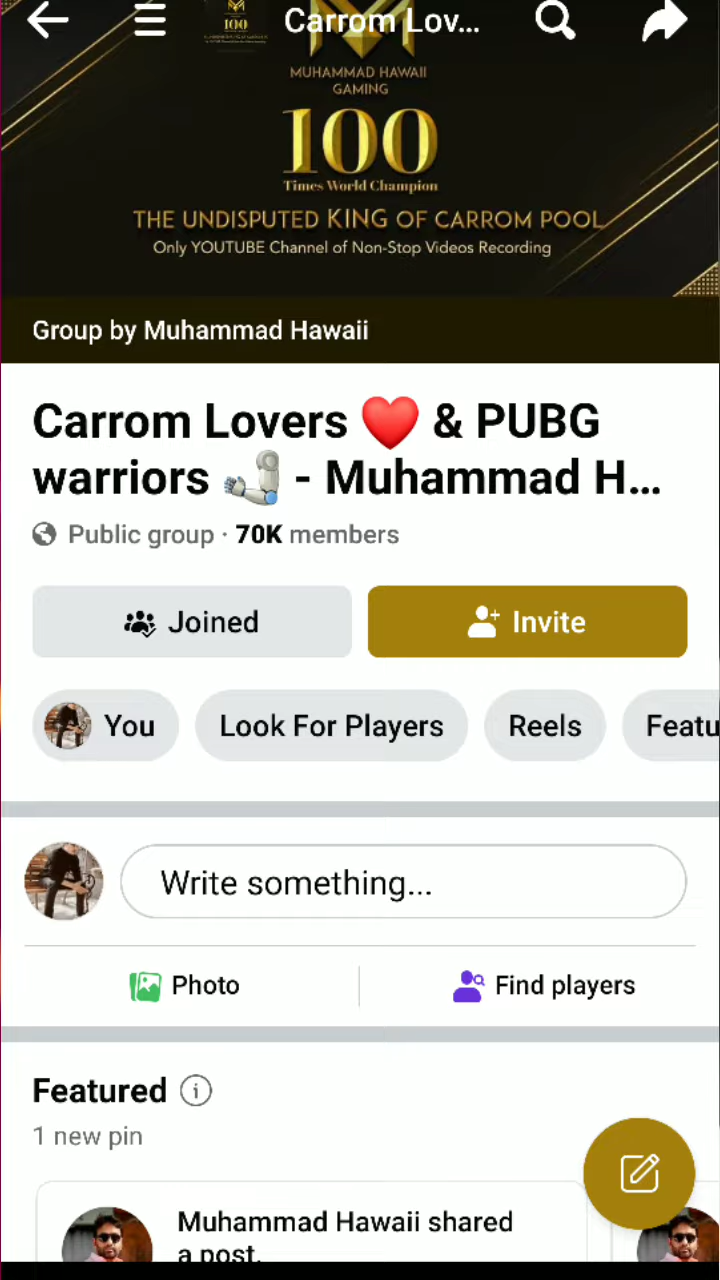 Carrom Lov...
100
MUHAMMAD HAWAII
GAMING
100
Times World Champion
THE UNDISPUTED KING OF CARROM POOL
Only YOUTUBE Channel of Non-Stop Videos Recording
Group by Muhammad Hawaii
Carrom Lovers ❤️ & PUBG
warriors 🦾 - Muhammad H...
Public group · 70K members
Joined
Invite
You
Look For Players
Reels
Featu
Write something...
Photo
Find players
Featured
1 new pin
Muhammad Hawaii shared
a post.